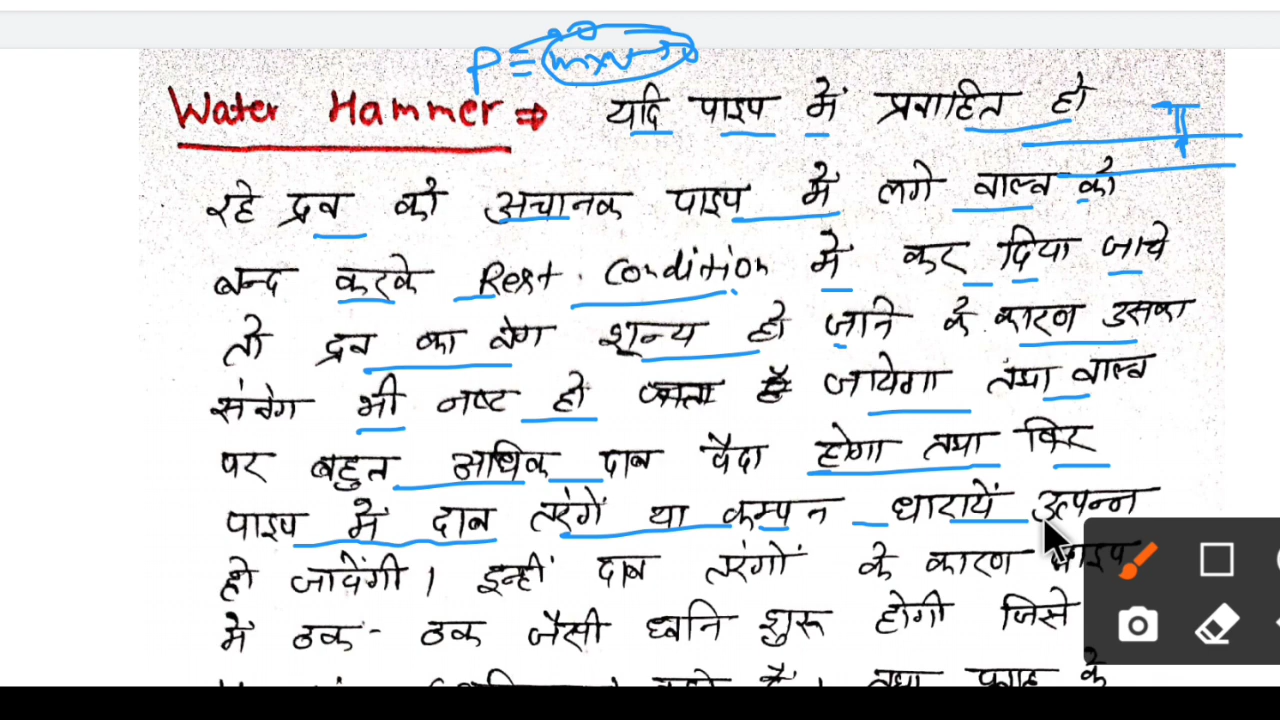 P = m×v
Water Hammer ⇒ यदि पाइप में प्रवाहित हो
रहे द्रव को अचानक पाइप में लगे वाल्व को
बन्द करके Rest Condition में कर दिया जाये
तो द्रव का वेग शून्य हो जाने के कारण उसका
संवेग भी नष्ट हो जायेगा तथा वाल्व
पर बहुत अधिक दाब पैदा होगा तथा फिर
पाइप में दाब तरंगें या कम्पन धारायें उत्पन्न
हो जायेंगी। इन्हीं दाब तरंगों के कारण पाइप
में ठक- ठक जैसी ध्वनि शुरू होगी जिसे